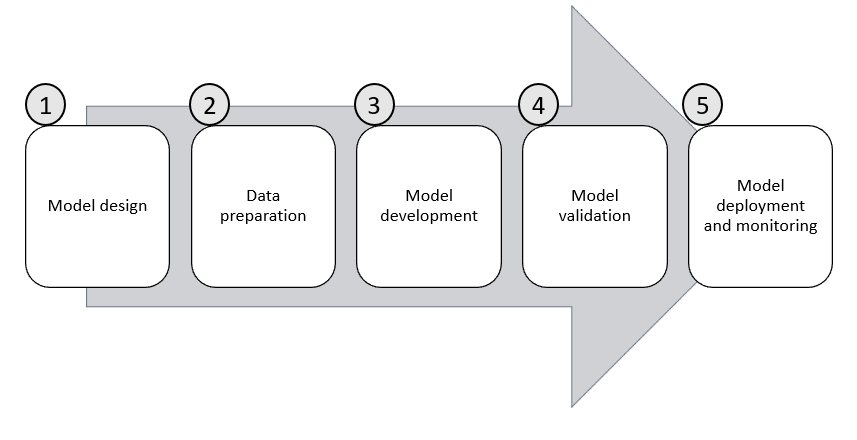 1
Model design
2
Data
preparation
3
Model
development
4
Model
validation
5
Model
deployment
and monitoring